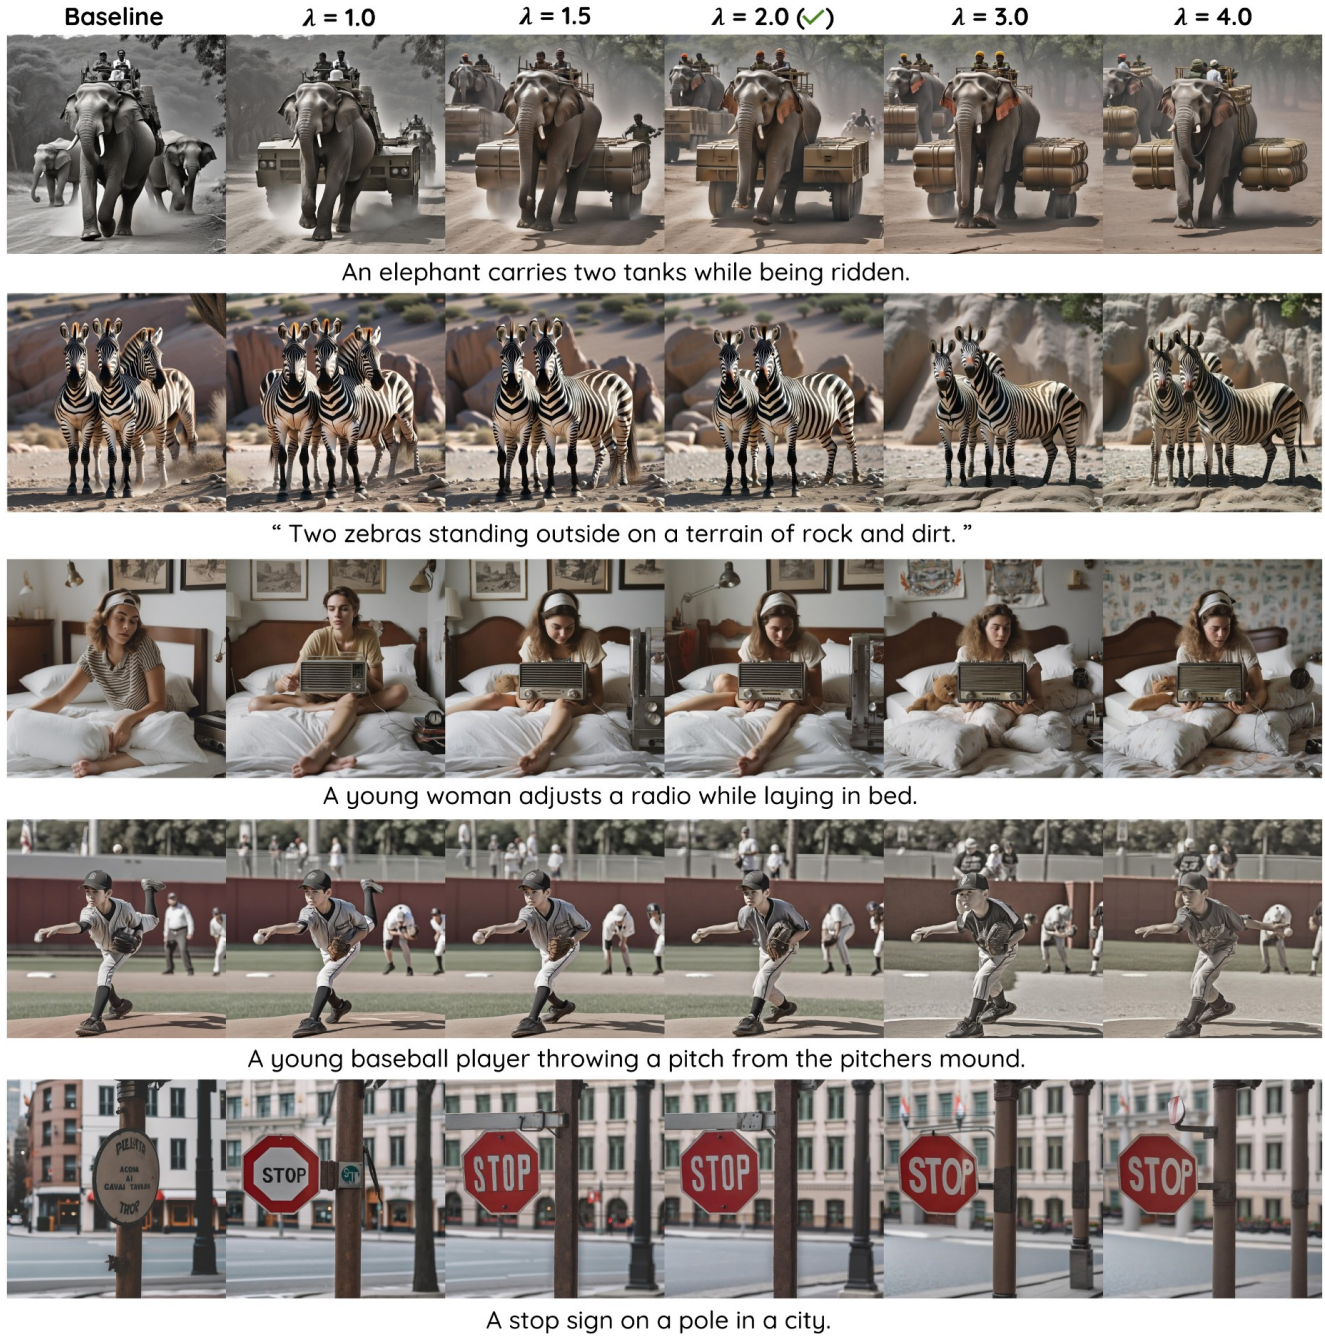 Baseline λ = 1.0 λ = 1.5 λ = 2.0 (✓) λ = 3.0 λ = 4.0
An elephant carries two tanks while being ridden.
“ Two zebras standing outside on a terrain of rock and dirt. ”
A young woman adjusts a radio while laying in bed.
A young baseball player throwing a pitch from the pitchers mound.
STOP STOP STOP STOP STOP
A stop sign on a pole in a city.